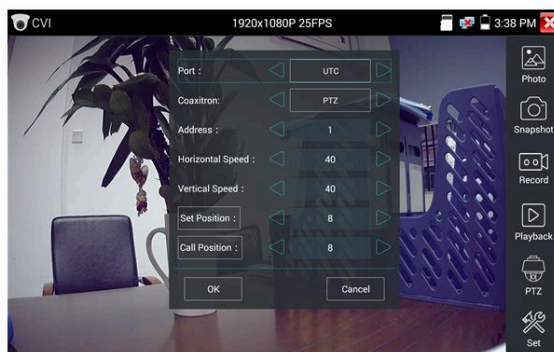 CVI 1920x1080P 25FPS 3:38 PM
Port : UTC
Coaxitron: PTZ
Address : 1
Horizontal Speed : 40
Vertical Speed : 40
Set Position : 8
Call Position : 8
OK Cancel
Photo
Snapshot
Record
Playback
PTZ
Set